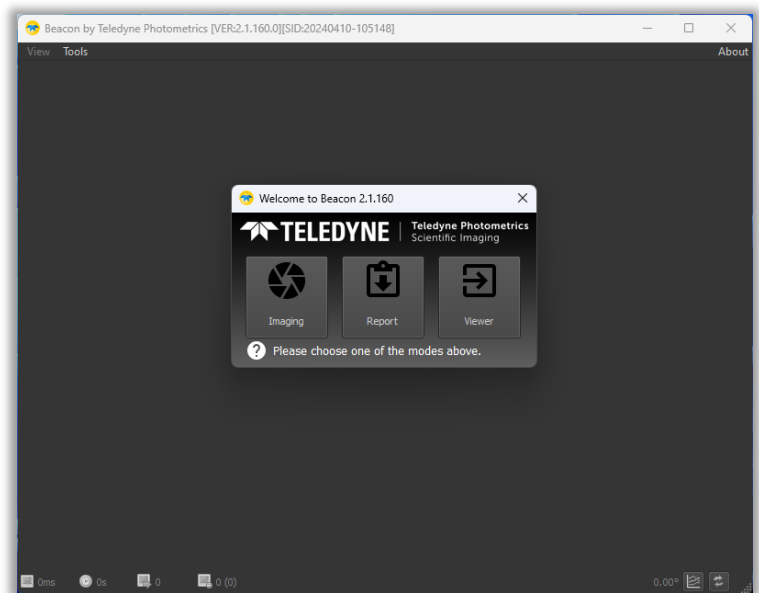 Beacon by Teledyne Photometrics [VER:2.1.160.0][SID:20240410-105148]
View Tools About
Welcome to Beacon 2.1.160
TELEDYNE Teledyne Photometrics
Scientific Imaging
Imaging Report Viewer
? Please choose one of the modes above.
0ms 0s 0 0 (0) 0.00°